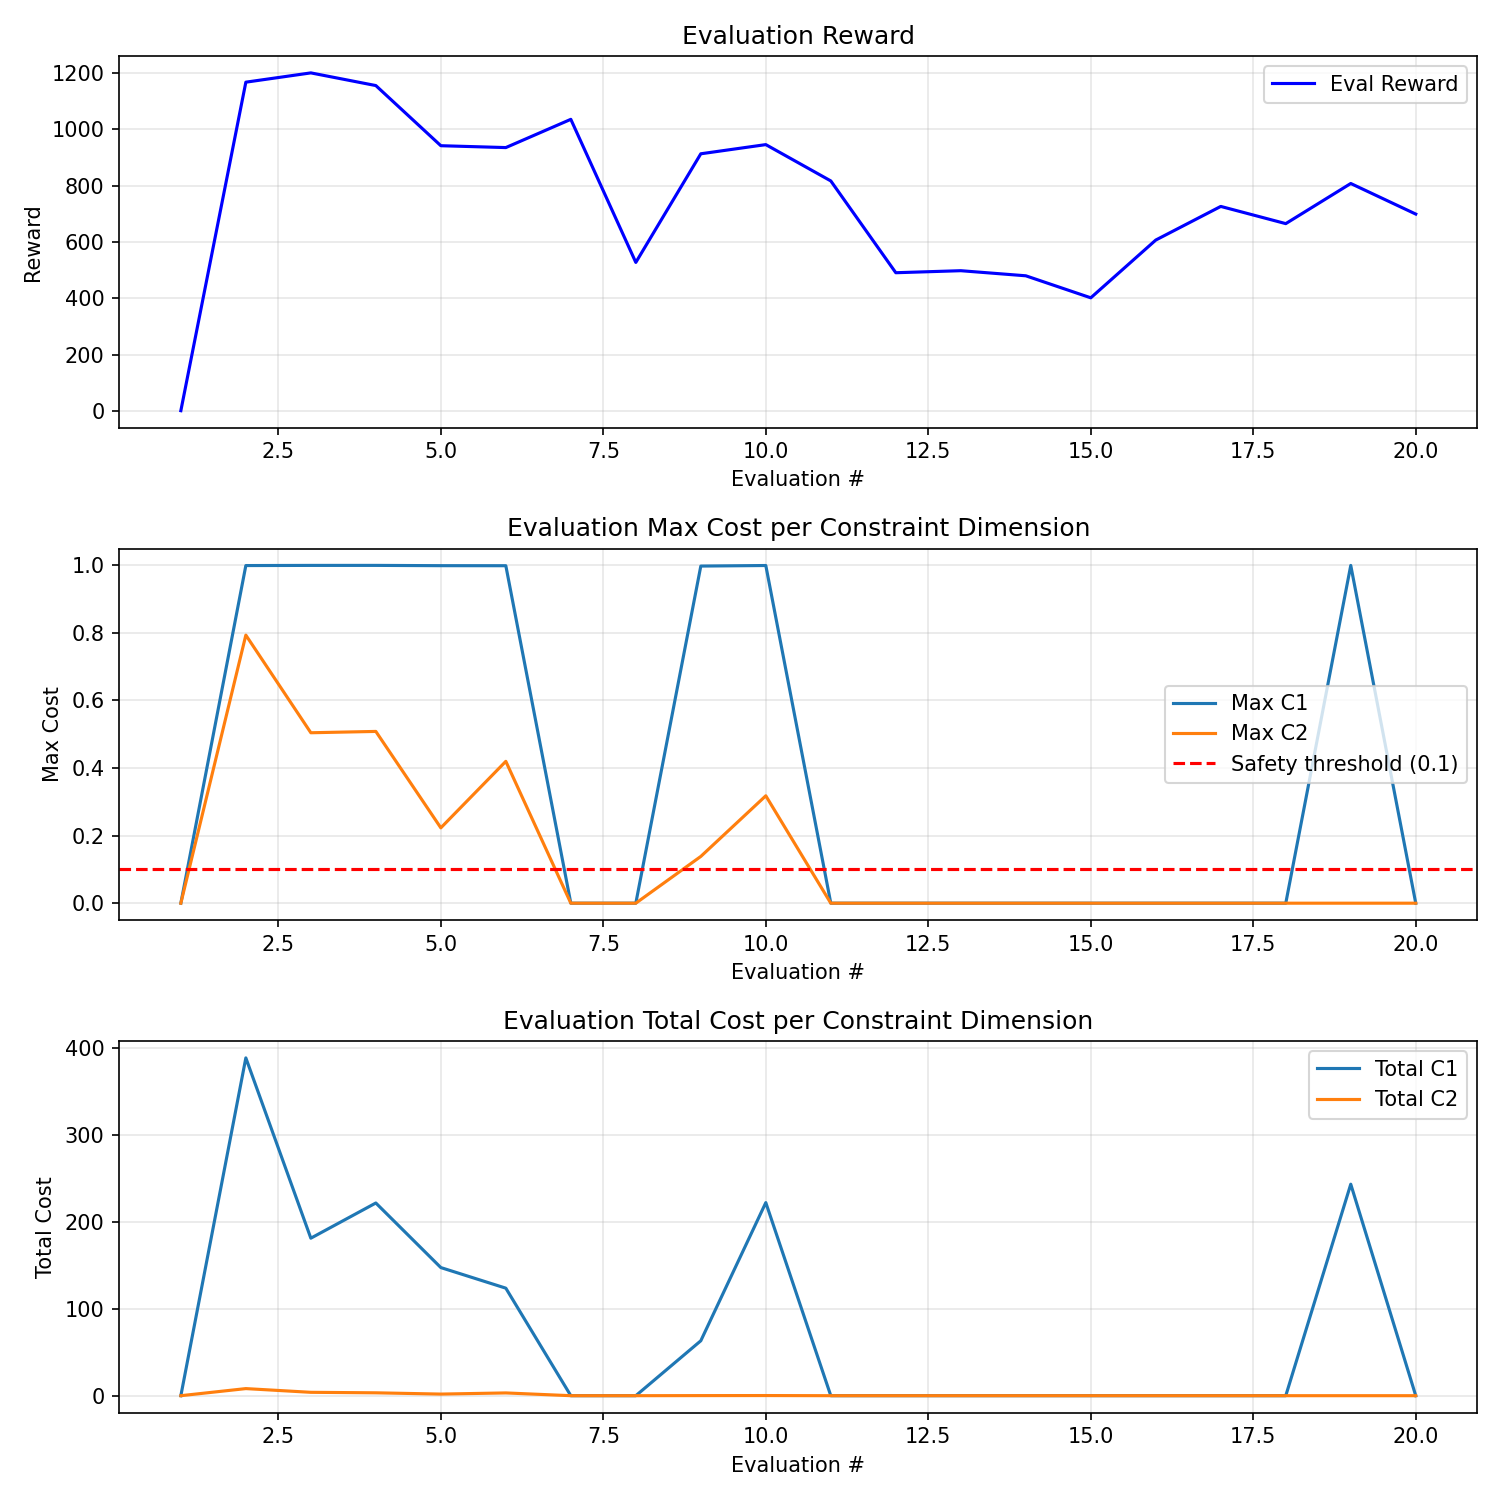 Evaluation Reward
1200
1000
800
600
400
200
0
Reward
Eval Reward
2.5 5.0 7.5 10.0 12.5 15.0 17.5 20.0
Evaluation #
Evaluation Max Cost per Constraint Dimension
1.0
0.8
0.6
0.4
0.2
0.0
Max Cost
Max C1
Max C2
Safety threshold (0.1)
2.5 5.0 7.5 10.0 12.5 15.0 17.5 20.0
Evaluation #
Evaluation Total Cost per Constraint Dimension
400
300
200
100
0
Total Cost
Total C1
Total C2
2.5 5.0 7.5 10.0 12.5 15.0 17.5 20.0
Evaluation #